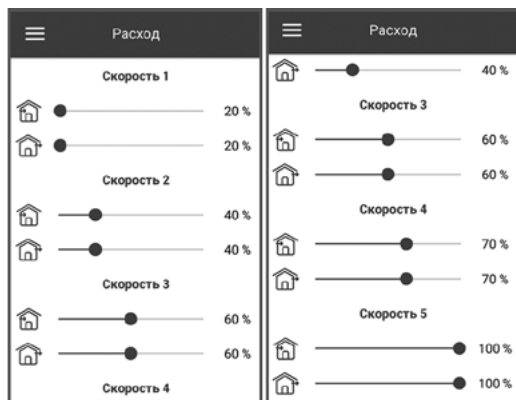 Расход
Скорость 1
20 %
20 %
Скорость 2
40 %
40 %
Скорость 3
60 %
60 %
Скорость 4
Расход
40 %
Скорость 3
60 %
60 %
Скорость 4
70 %
70 %
Скорость 5
100 %
100 %